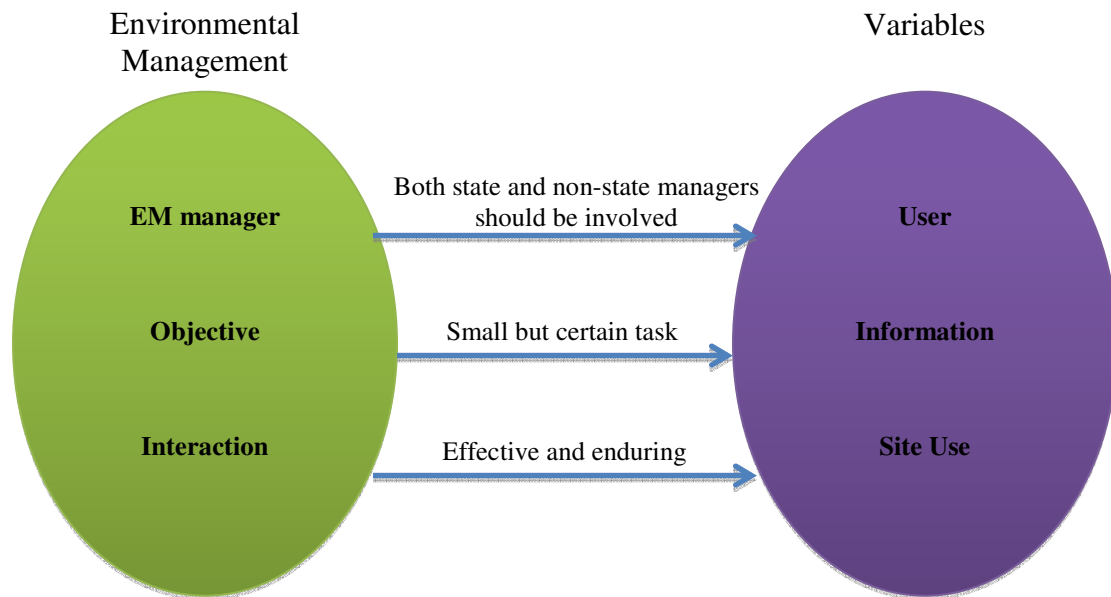 Environmental
Management
Variables
Both state and non-state managers
should be involved
EM manager
User
Small but certain task
Objective
Information
Effective and enduring
Interaction
Site Use